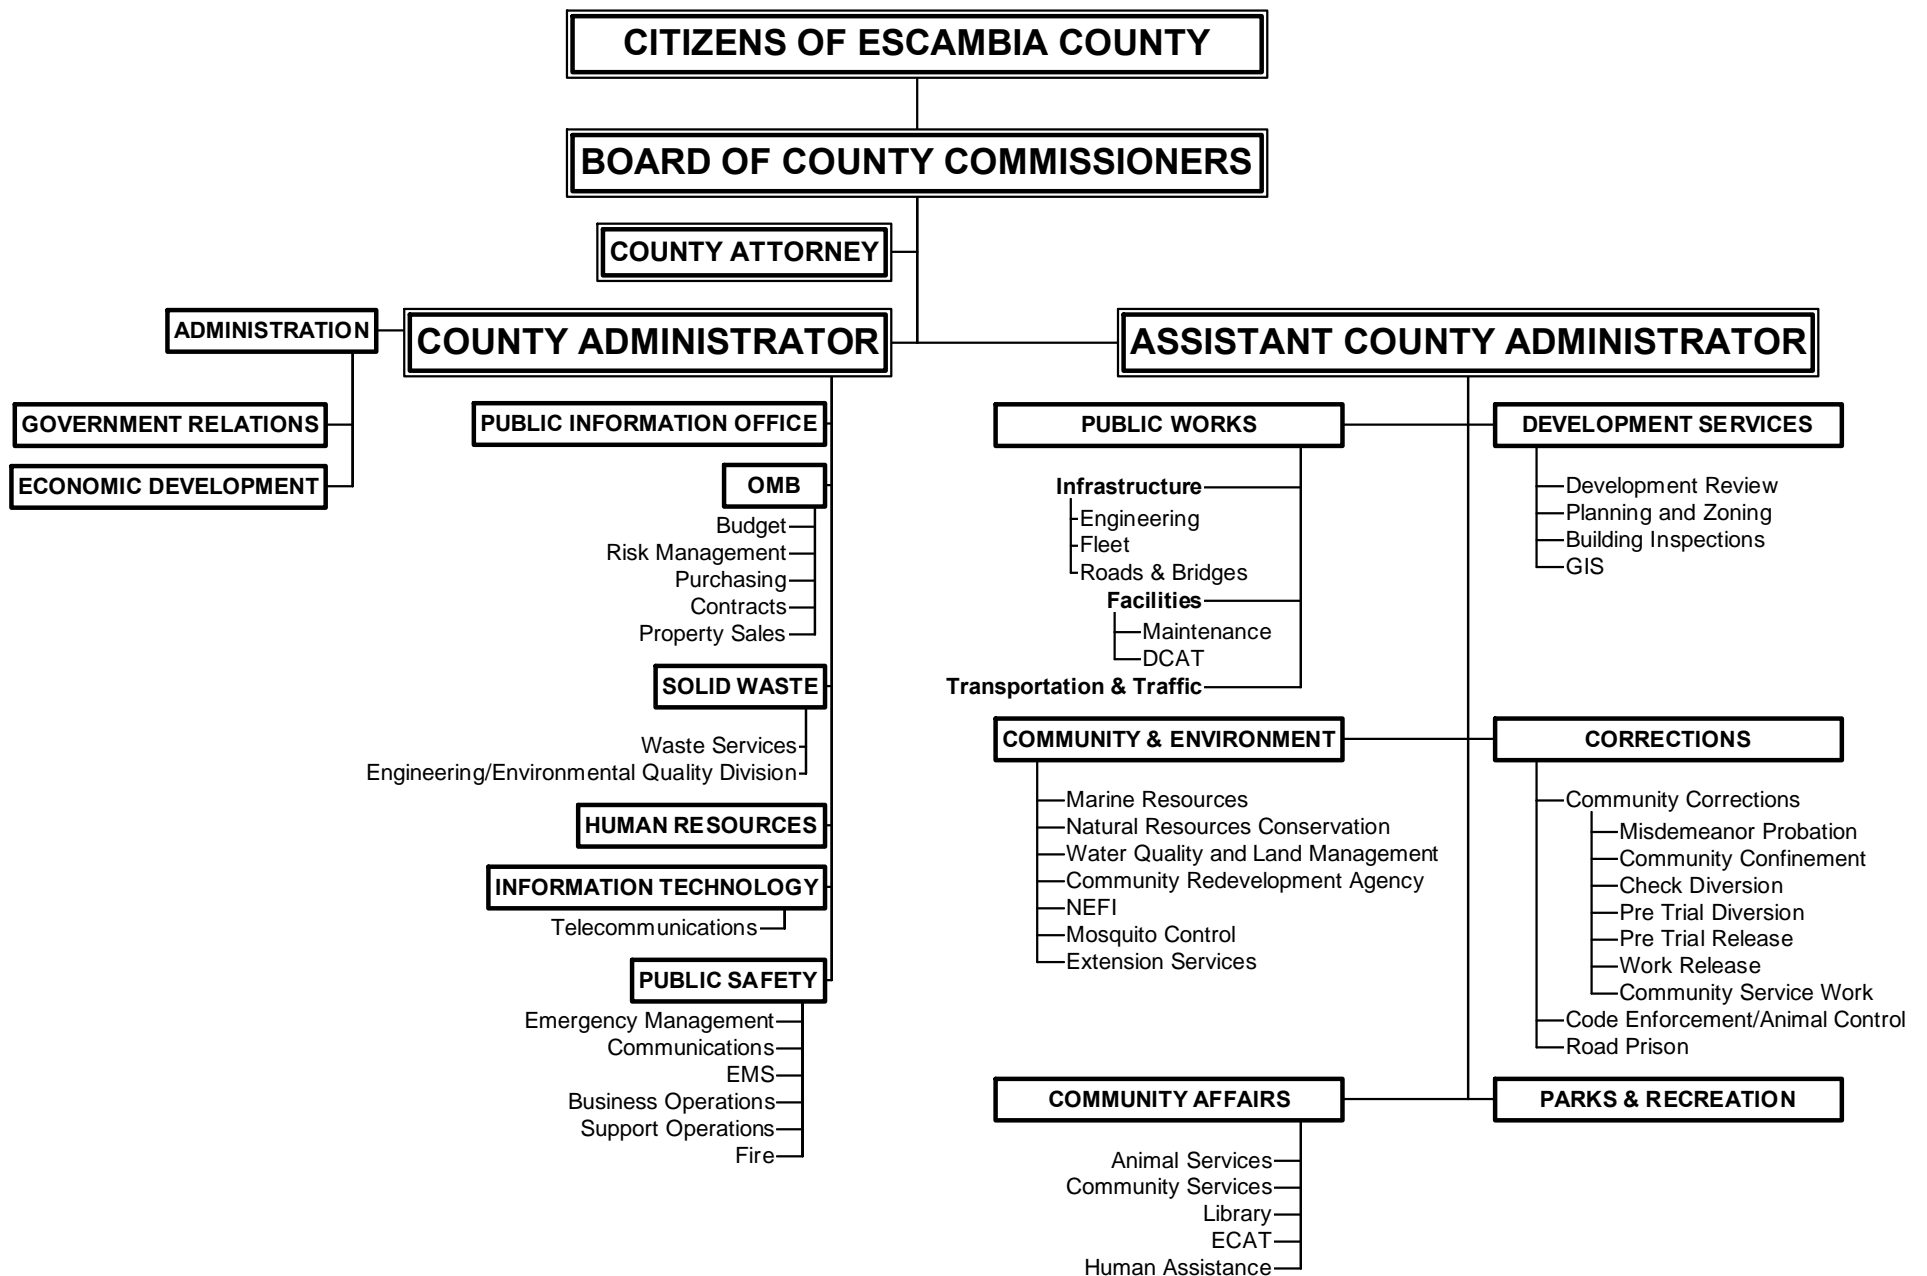 CITIZENS OF ESCAMBIA COUNTY
BOARD OF COUNTY COMMISSIONERS
COUNTY ATTORNEY
ADMINISTRATION
COUNTY ADMINISTRATOR
ASSISTANT COUNTY ADMINISTRATOR
GOVERNMENT RELATIONS
ECONOMIC DEVELOPMENT
PUBLIC INFORMATION OFFICE
OMB
Budget
Risk Management
Purchasing
Contracts
Property Sales
SOLID WASTE
Waste Services
Engineering/Environmental Quality Division
HUMAN RESOURCES
INFORMATION TECHNOLOGY
Telecommunications
PUBLIC SAFETY
Emergency Management
Communications
EMS
Business Operations
Support Operations
Fire
PUBLIC WORKS
Infrastructure
Engineering
Fleet
Roads & Bridges
Facilities
Maintenance
DCAT
Transportation & Traffic
DEVELOPMENT SERVICES
Development Review
Planning and Zoning
Building Inspections
GIS
COMMUNITY & ENVIRONMENT
Marine Resources
Natural Resources Conservation
Water Quality and Land Management
Community Redevelopment Agency
NEFI
Mosquito Control
Extension Services
CORRECTIONS
Community Corrections
Misdemeanor Probation
Community Confinement
Check Diversion
Pre Trial Diversion
Pre Trial Release
Work Release
Community Service Work
Code Enforcement/Animal Control
Road Prison
COMMUNITY AFFAIRS
Animal Services
Community Services
Library
ECAT
Human Assistance
PARKS & RECREATION